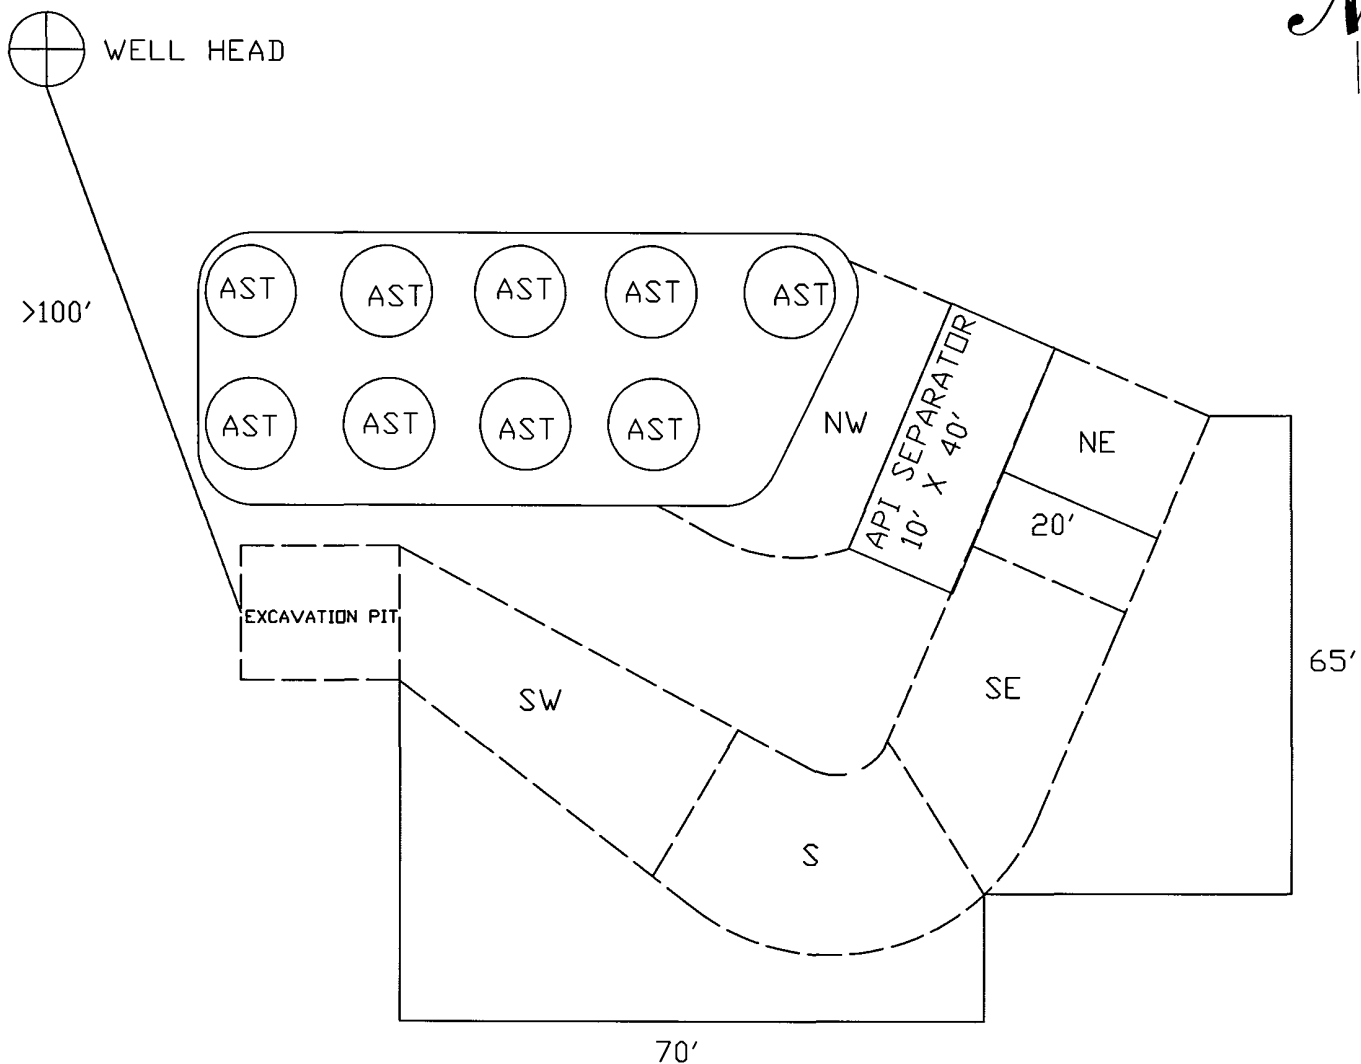 N
WELL HEAD
>100'
AST
AST
AST
AST
AST
AST
AST
AST
AST
NW
API SEPARATOR
10' X 40'
NE
20'
EXCAVATION PIT
SW
SE
65'
S
70'